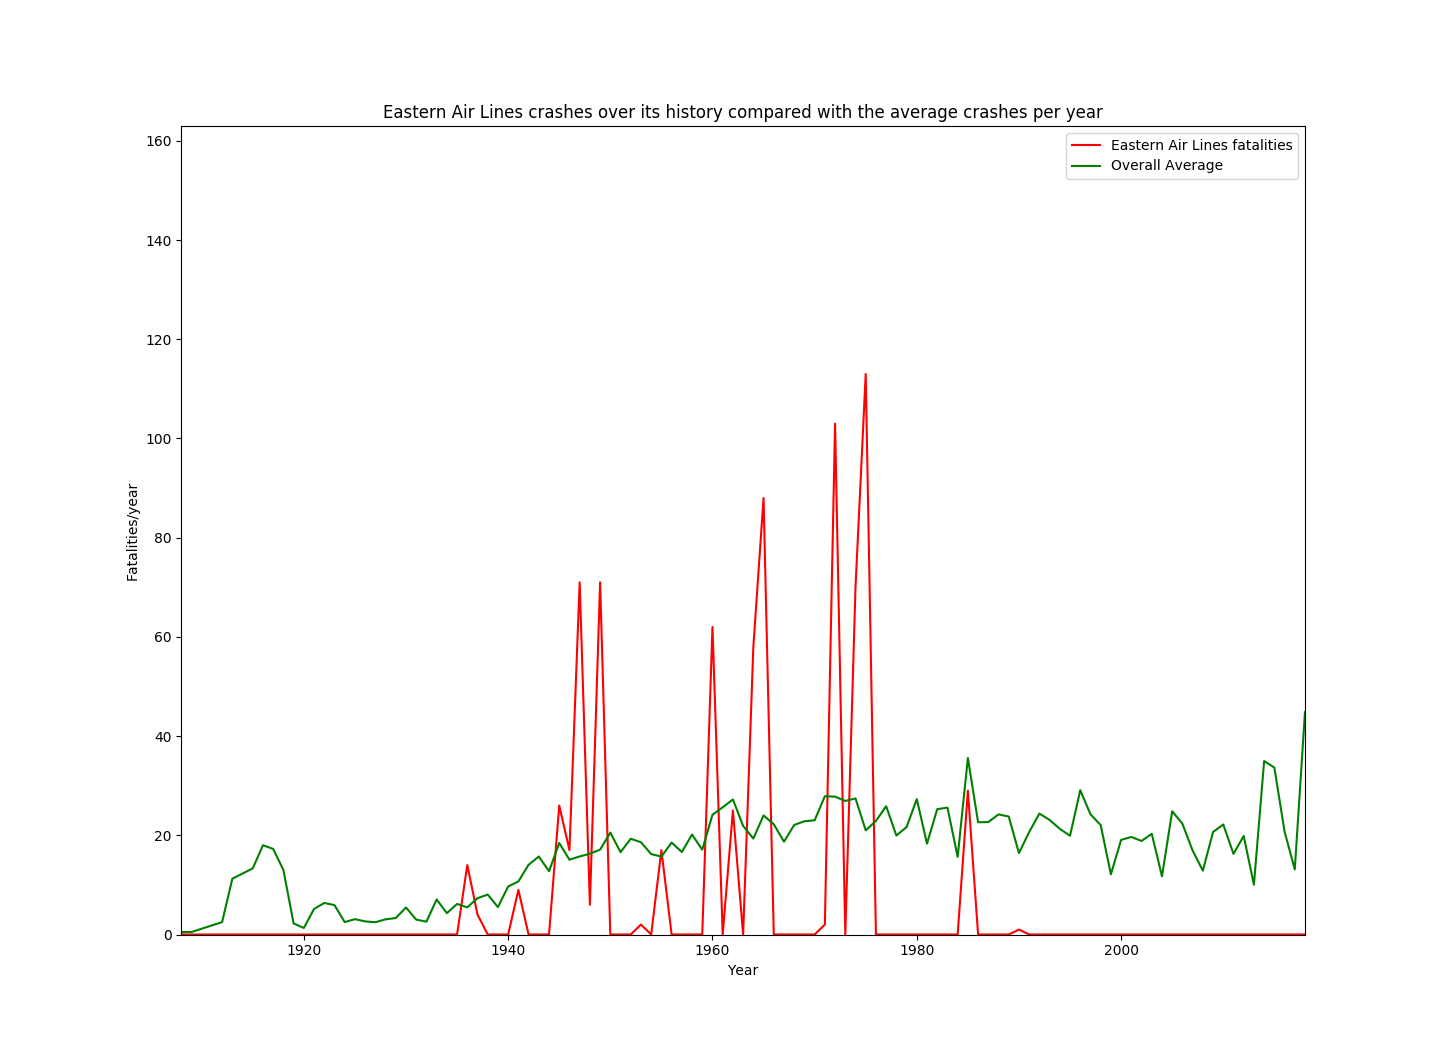 Eastern Air Lines crashes over its history compared with the average crashes per year
Eastern Air Lines fatalities
Overall Average
160
140
120
100
80
60
40
20
0
Fatalities/year
1920 1940 1960 1980 2000
Year